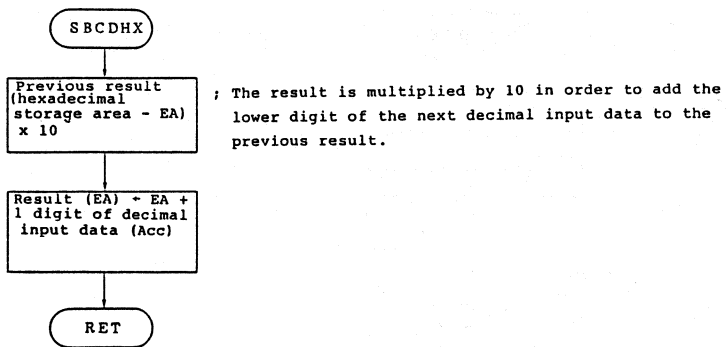 SBCDHX
Previous result
(hexadecimal
storage area - EA)
x 10
; The result is multiplied by 10 in order to add the
lower digit of the next decimal input data to the
previous result.
Result (EA) ← EA +
1 digit of decimal
input data (Acc)
RET